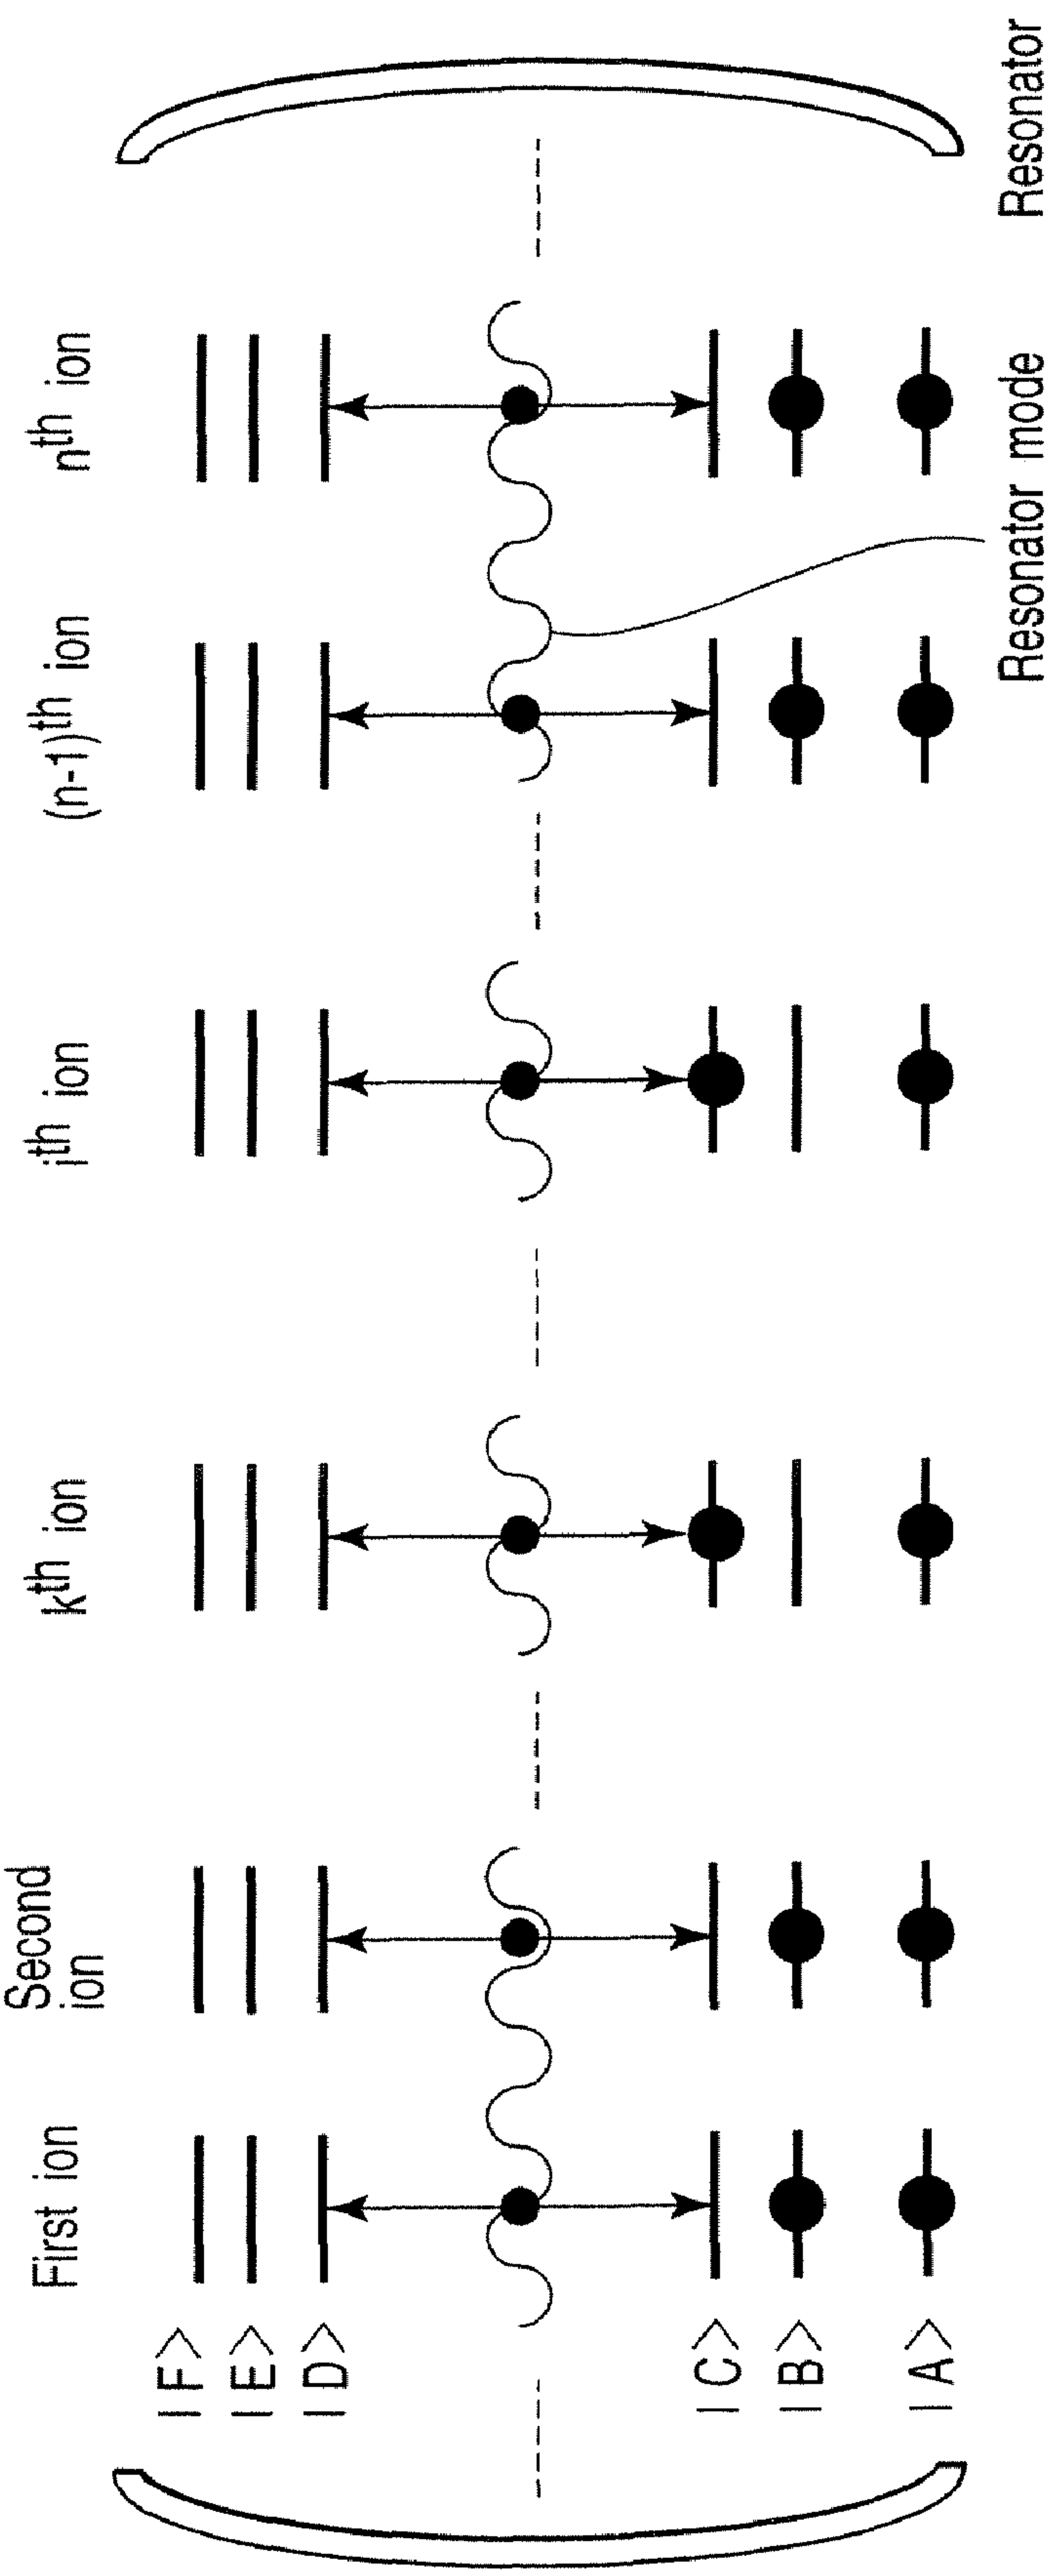 First ion
Second
ion
kth ion
ith ion
(n-1)th ion
nth ion
|F>
|E>
|D>
|C>
|B>
|A>
Resonator mode
Resonator